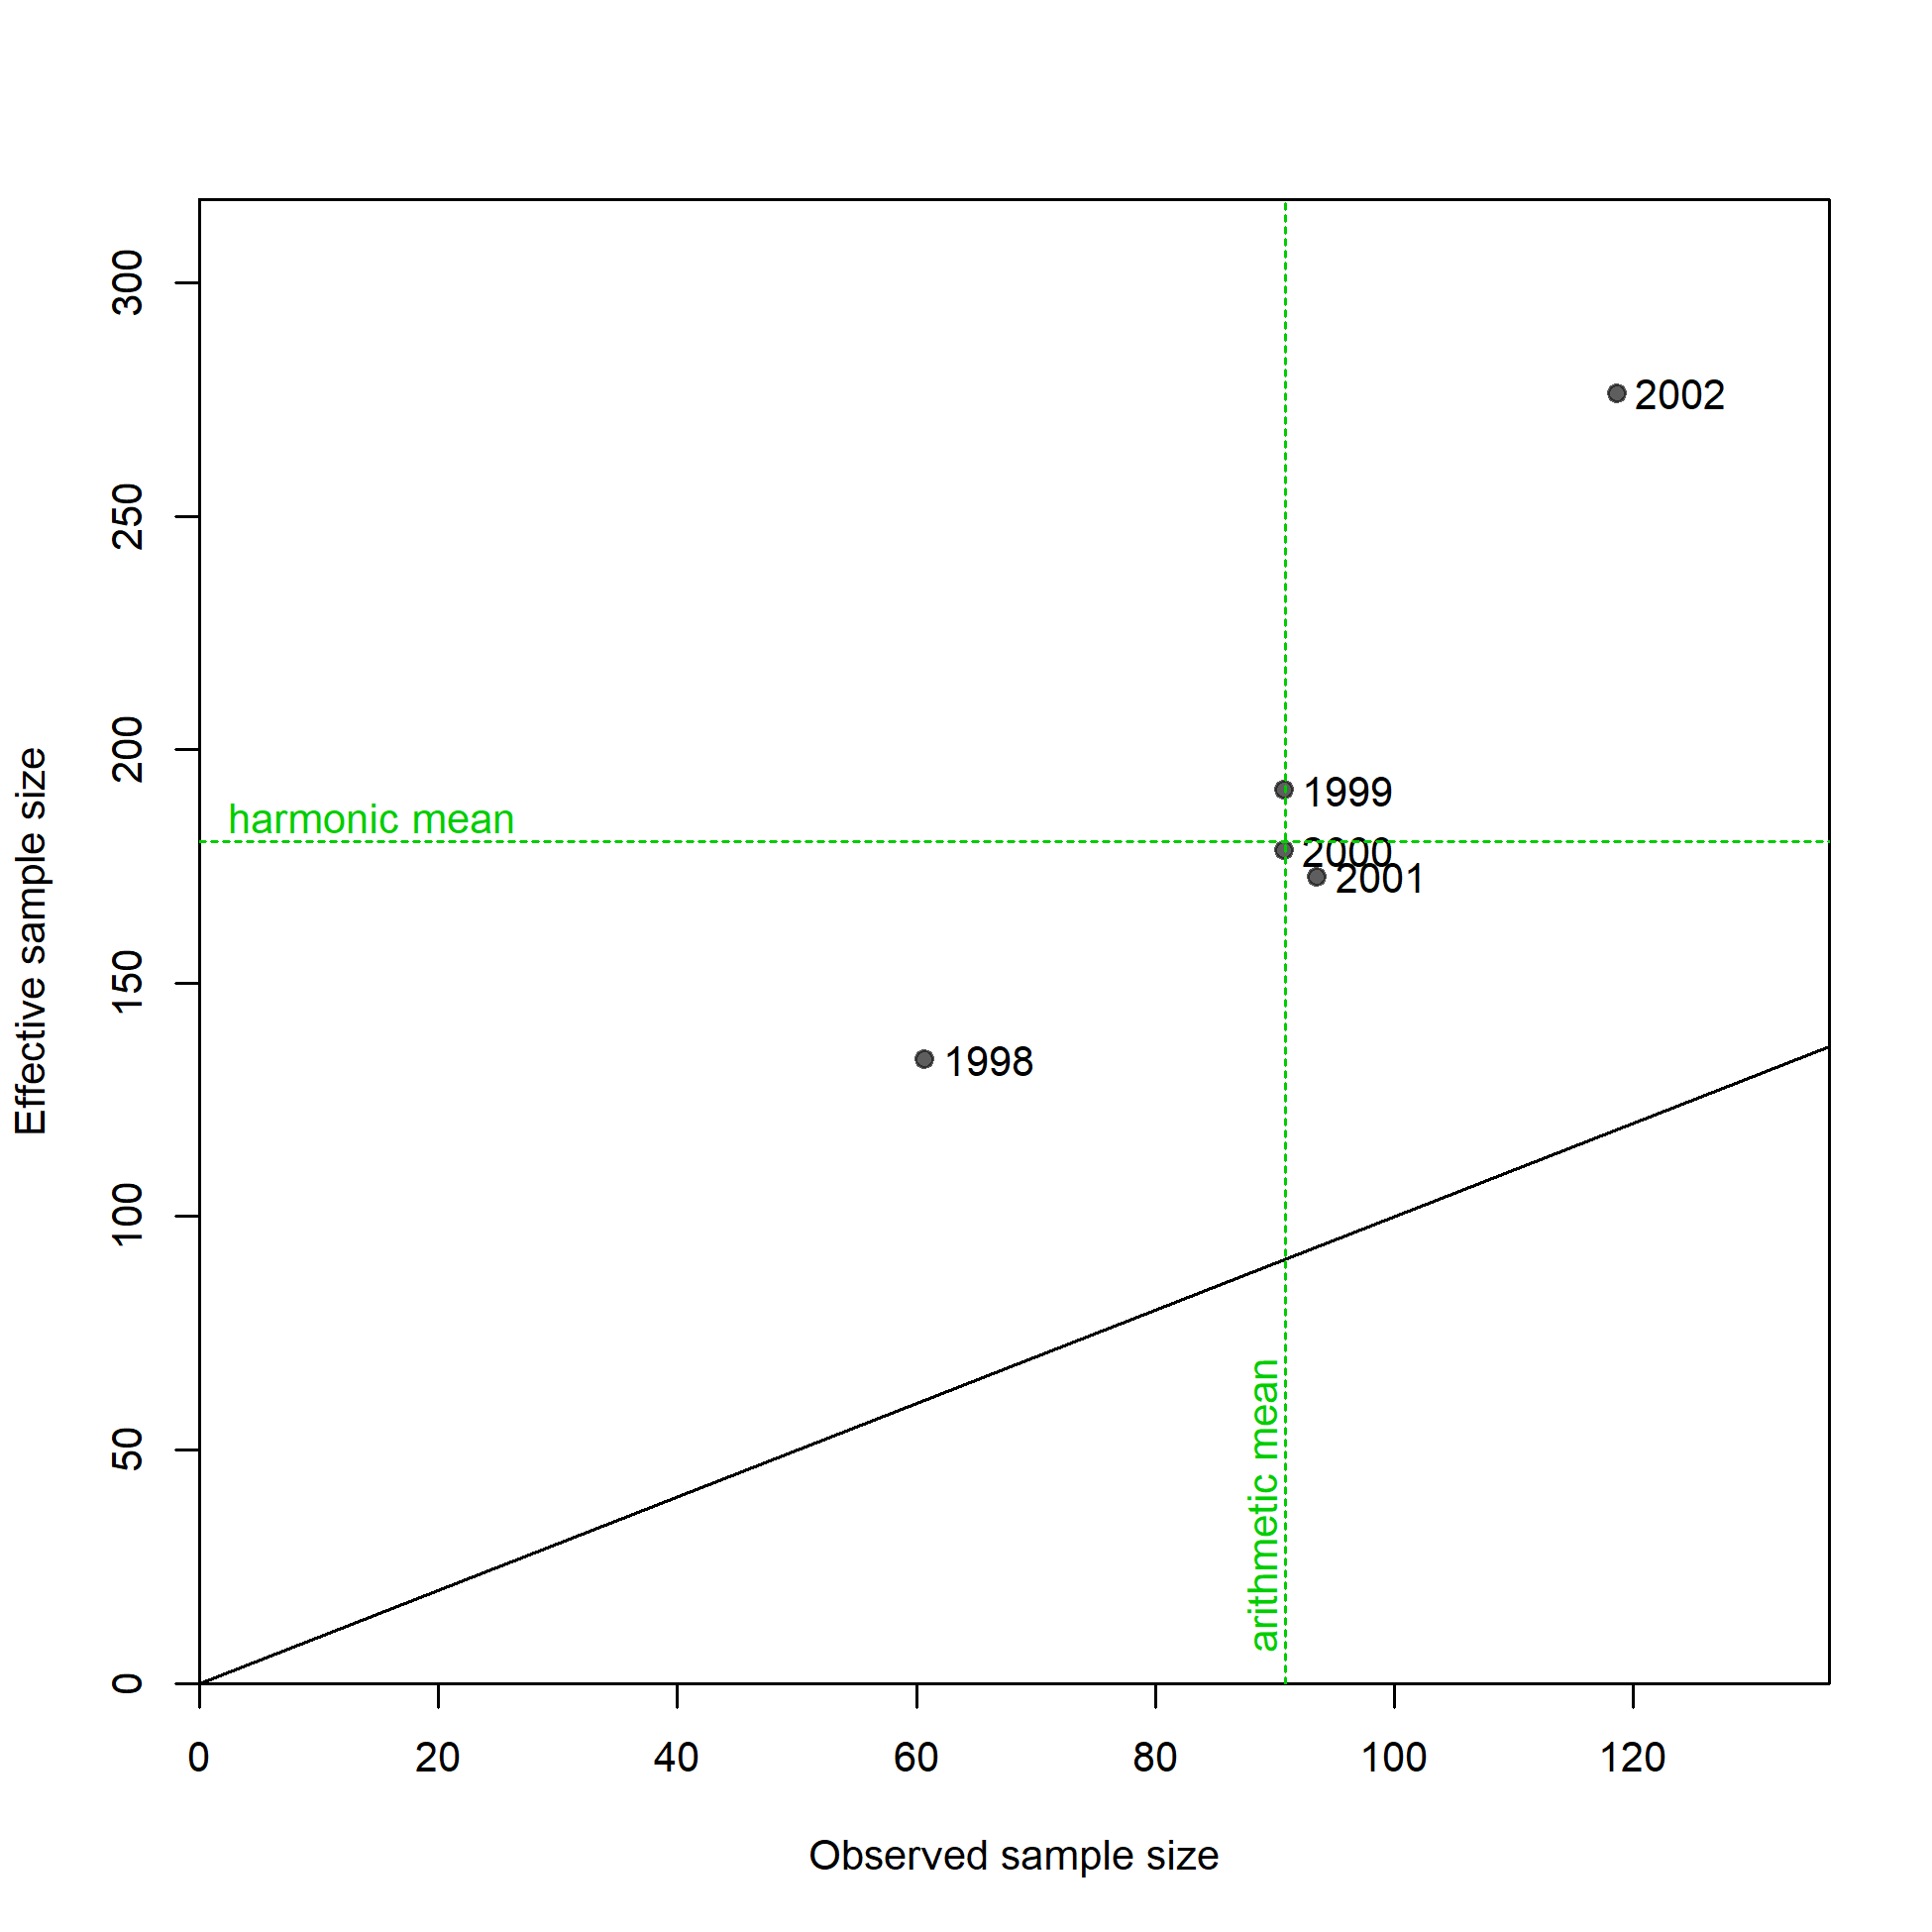 300
250
200
150
100
50
0
Effective sample size
2002
1999
harmonic mean
2000
2001
1998
arithmetic mean
0 20 40 60 80 100 120
Observed sample size